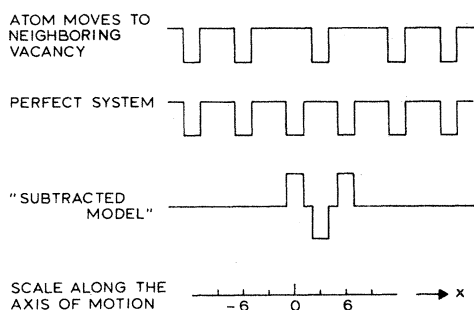 ATOM MOVES TO
NEIGHBORING
VACANCY
PERFECT SYSTEM
"SUBTRACTED
MODEL"
SCALE ALONG THE
AXIS OF MOTION
-6 0 6 x